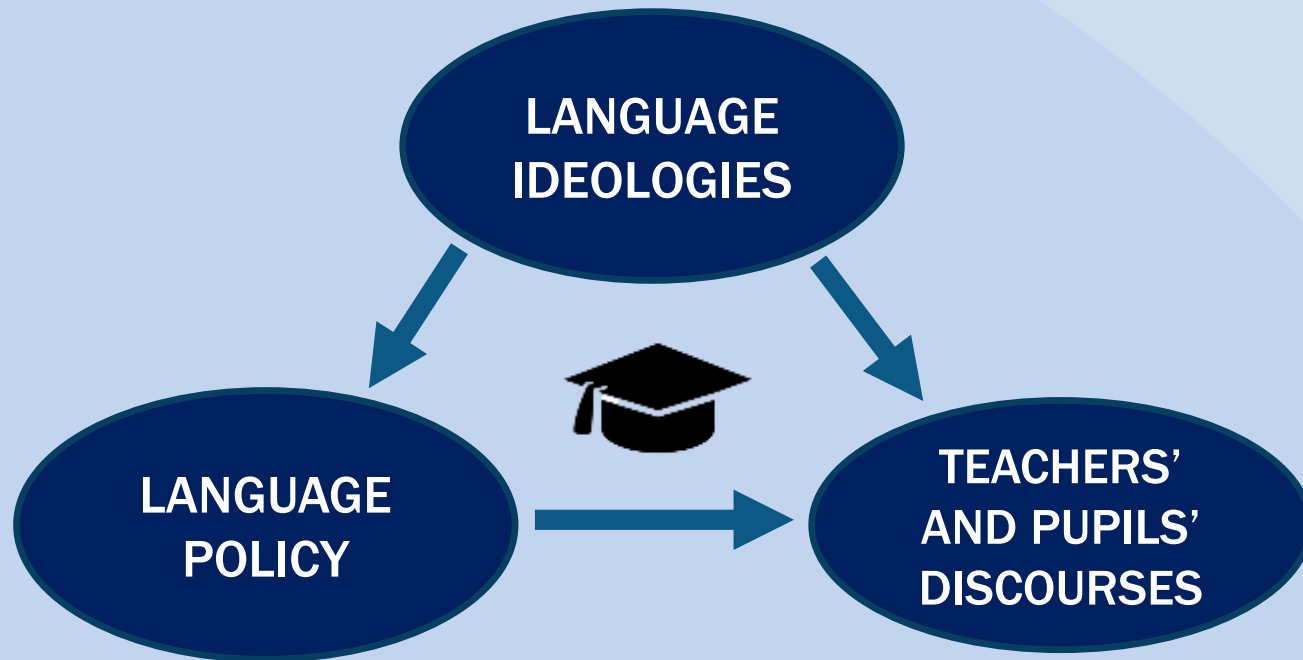 LANGUAGE
IDEOLOGIES
LANGUAGE
POLICY
TEACHERS’
AND PUPILS’
DISCOURSES